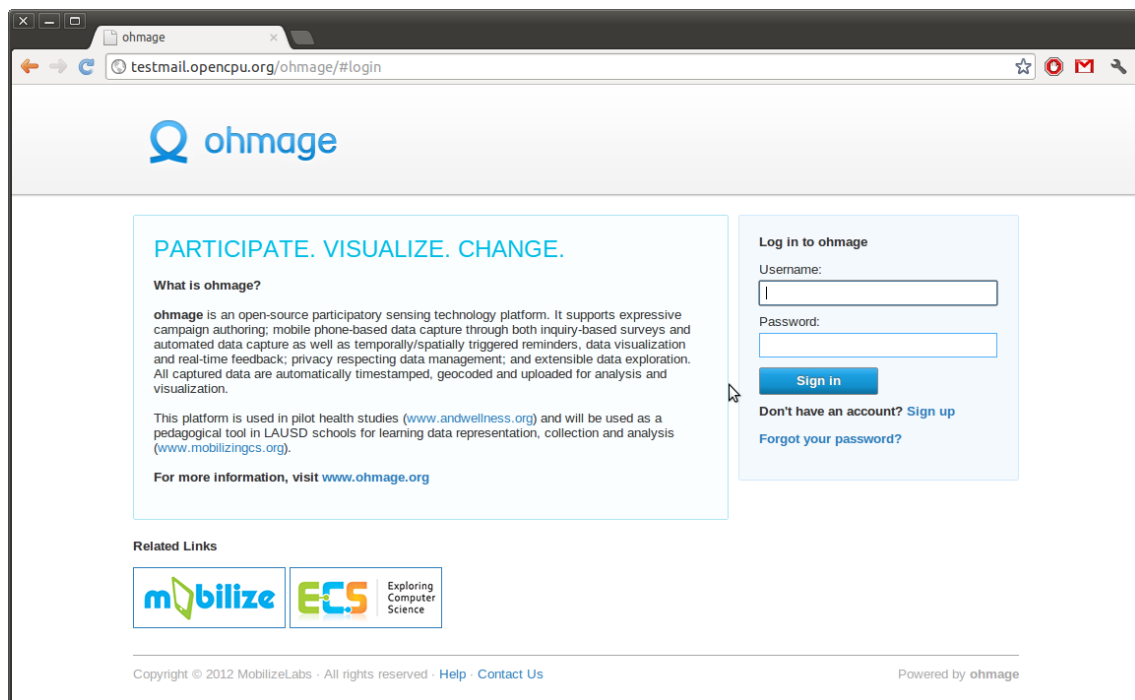 ohmage
testmail.opencpu.org/ohmage/#login
ohmage
PARTICIPATE. VISUALIZE. CHANGE.
What is ohmage?
ohmage is an open-source participatory sensing technology platform. It supports expressive
campaign authoring; mobile phone-based data capture through both inquiry-based surveys and
automated data capture as well as temporally/spatially triggered reminders, data visualization
and real-time feedback; privacy respecting data management; and extensible data exploration.
All captured data are automatically timestamped, geocoded and uploaded for analysis and
visualization.
This platform is used in pilot health studies (www.andwellness.org) and will be used as a
pedagogical tool in LAUSD schools for learning data representation, collection and analysis
(www.mobilizingcs.org).
For more information, visit www.ohmage.org
Log in to ohmage
Username:
Password:
Sign in
Don't have an account? Sign up
Forgot your password?
Related Links
mobilize
E.C.S
Exploring
Computer
Science
Copyright © 2012 MobilizeLabs · All rights reserved · Help · Contact Us
Powered by ohmage